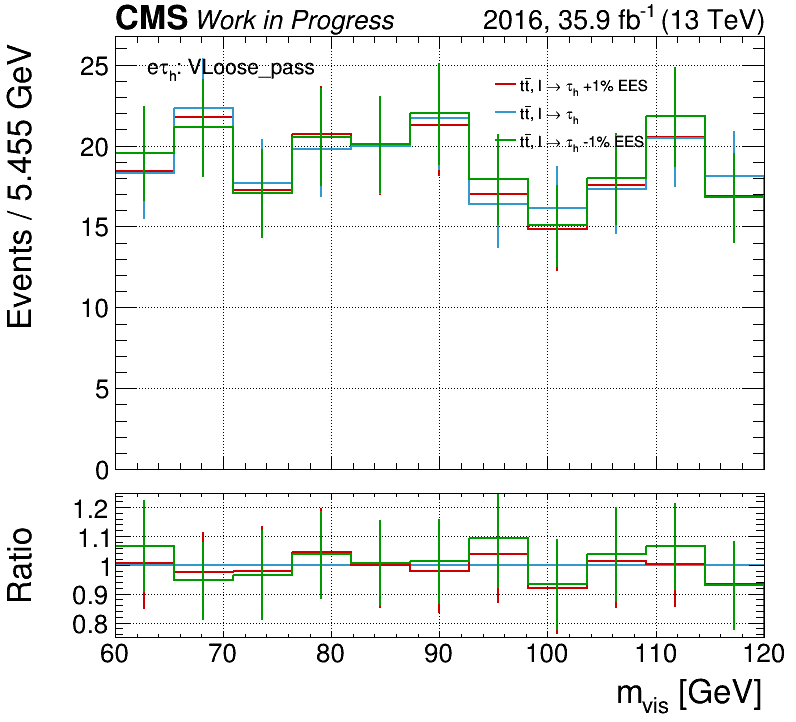 CMS Work in Progress 2016, 35.9 fb⁻¹ (13 TeV)
Events / 5.455 GeV
eτₕ: VLoose_pass
tt̄, l → τₕ +1% EES
tt̄, l → τₕ
tt̄, l → τₕ -1% EES
25
20
15
10
5
0
Ratio
1.2
1.1
1
0.9
0.8
60 70 80 90 100 110 120
m_vis [GeV]